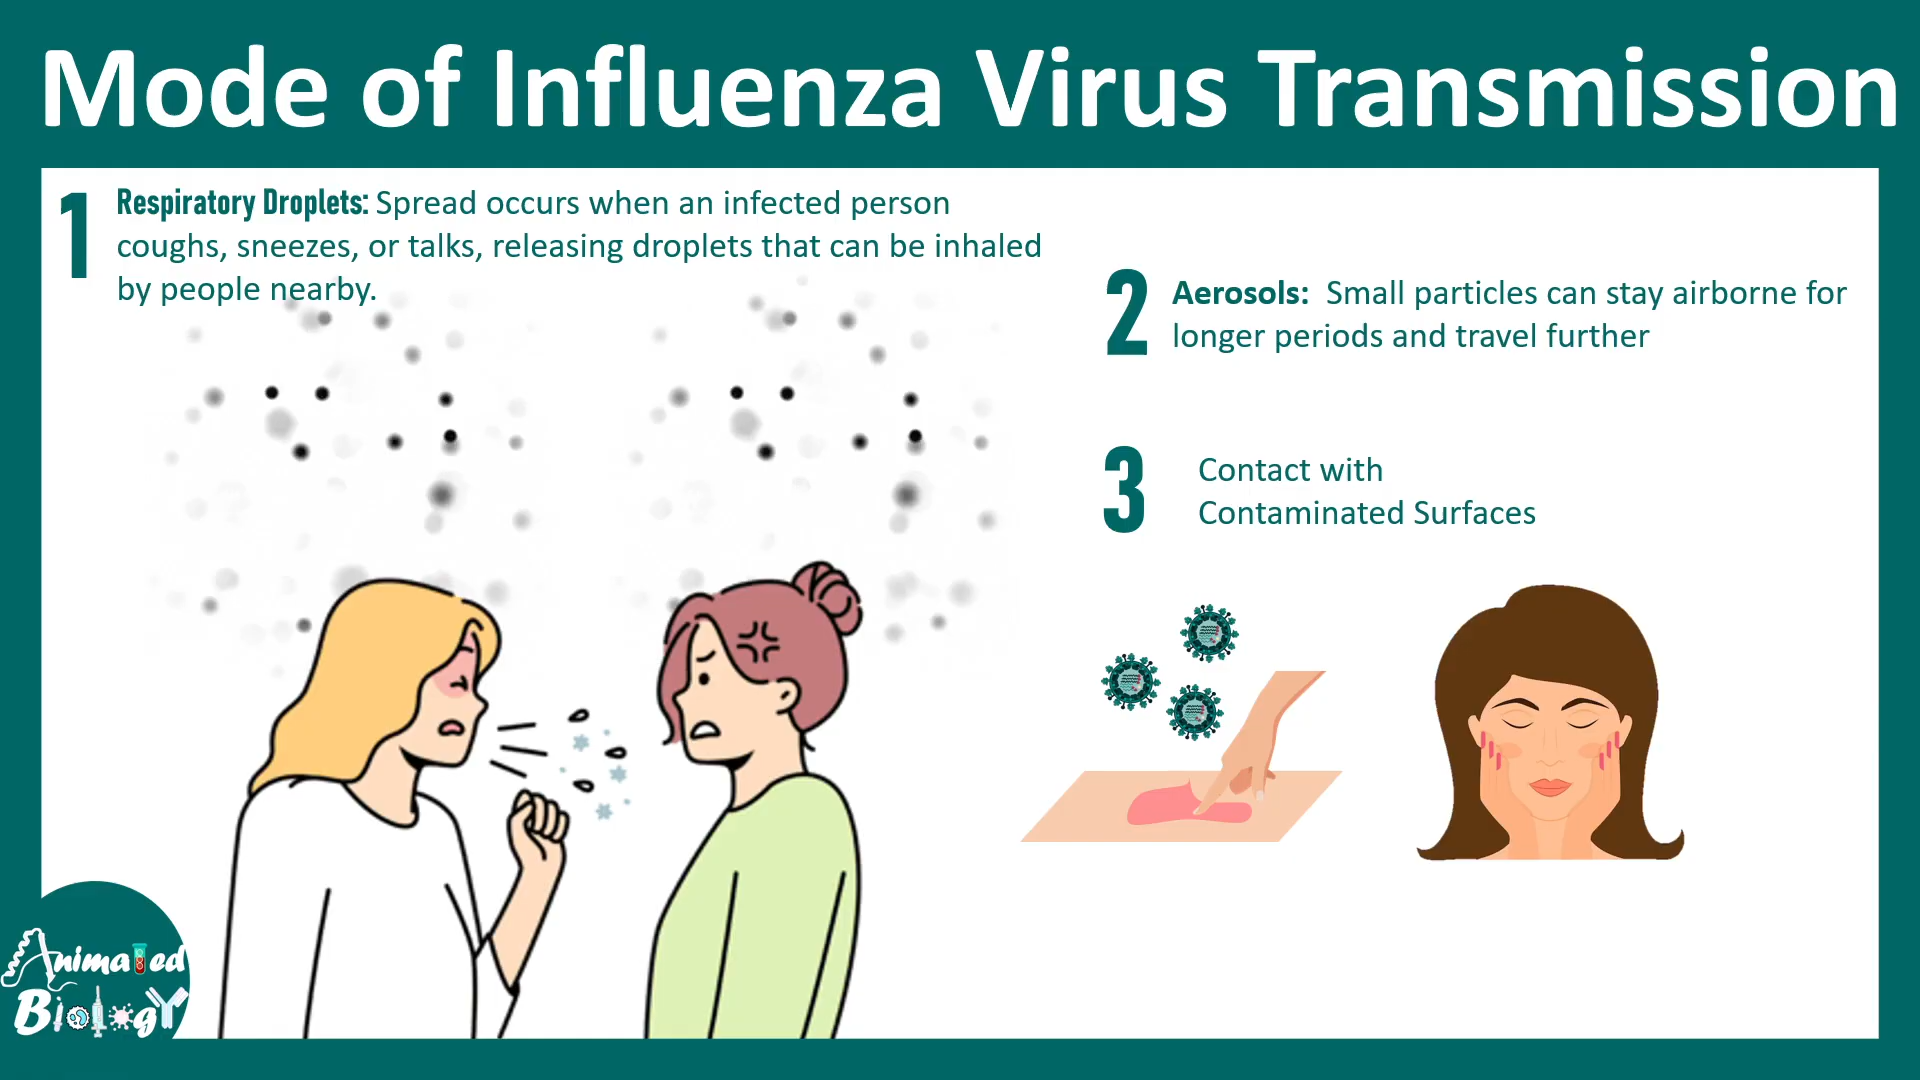 Mode of Influenza Virus Transmission
1
Respiratory Droplets: Spread occurs when an infected person
coughs, sneezes, or talks, releasing droplets that can be inhaled
by people nearby.
2
Aerosols: Small particles can stay airborne for
longer periods and travel further
3
Contact with
Contaminated Surfaces
Animated
Biology